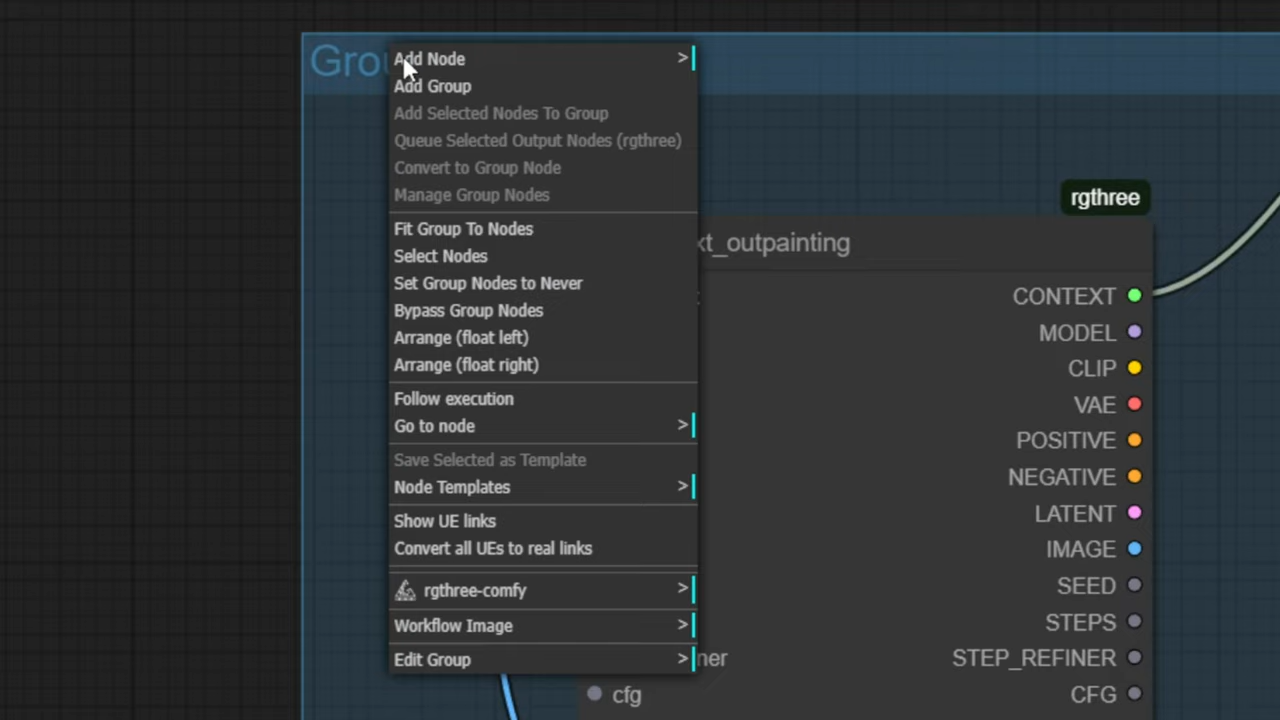 Grou
Add Node >
Add Group
Add Selected Nodes To Group
Queue Selected Output Nodes (rgthree)
Convert to Group Node
Manage Group Nodes
Fit Group To Nodes
Select Nodes
Set Group Nodes to Never
Bypass Group Nodes
Arrange (float left)
Arrange (float right)
Follow execution
Go to node >
Save Selected as Template
Node Templates >
Show UE links
Convert all UEs to real links
rgthree-comfy >
Workflow Image >
Edit Group >
rgthree
xt_outpainting
CONTEXT
MODEL
CLIP
VAE
POSITIVE
NEGATIVE
LATENT
IMAGE
SEED
STEPS
ner STEP_REFINER
cfg CFG